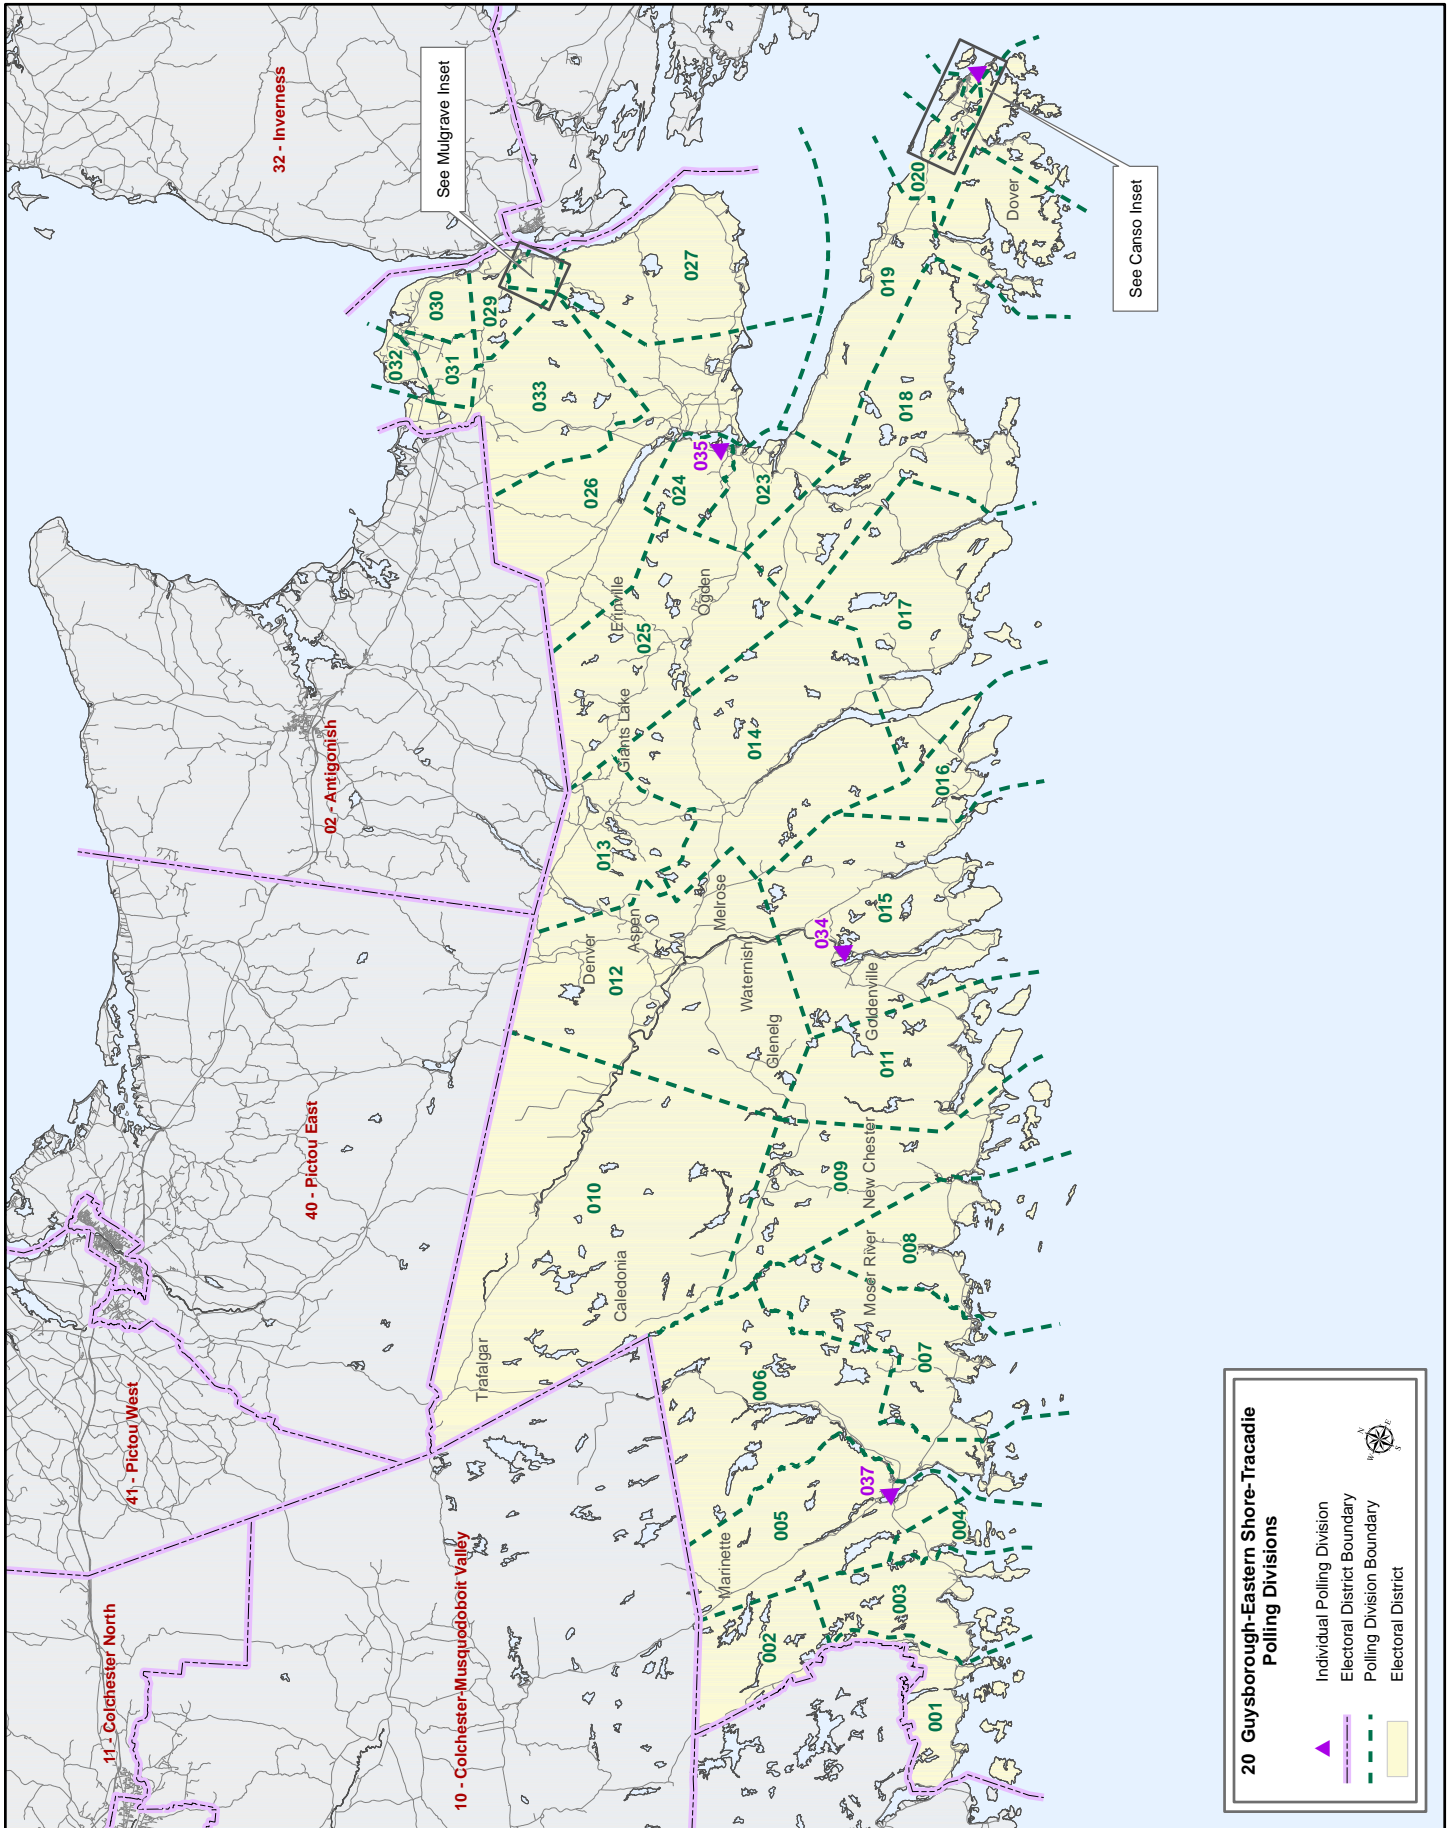 32 - Inverness
See Mulgrave Inset
02 - Antigonish
40 - Pictou East
41 - Pictou West
11 - Colchester North
10 - Colchester-Musquodoboit Valley
See Canso Inset
Dover
Erinville
Ogden
Giants Lake
Melrose
Aspen
Denver
Waternish
Glenelg
Goldenville
New Chester
Moser River
Caledonia
Trafalgar
Marinette
001
002
003
004
005
006
007
008
009
010
011
012
013
014
015
016
017
018
019
020
023
024
025
026
027
029
030
031
032
033
034
035
037
20 Guysborough-Eastern Shore-Tracadie
Polling Divisions
Individual Polling Division
Electoral District Boundary
Polling Division Boundary
Electoral District
N
E
S
W